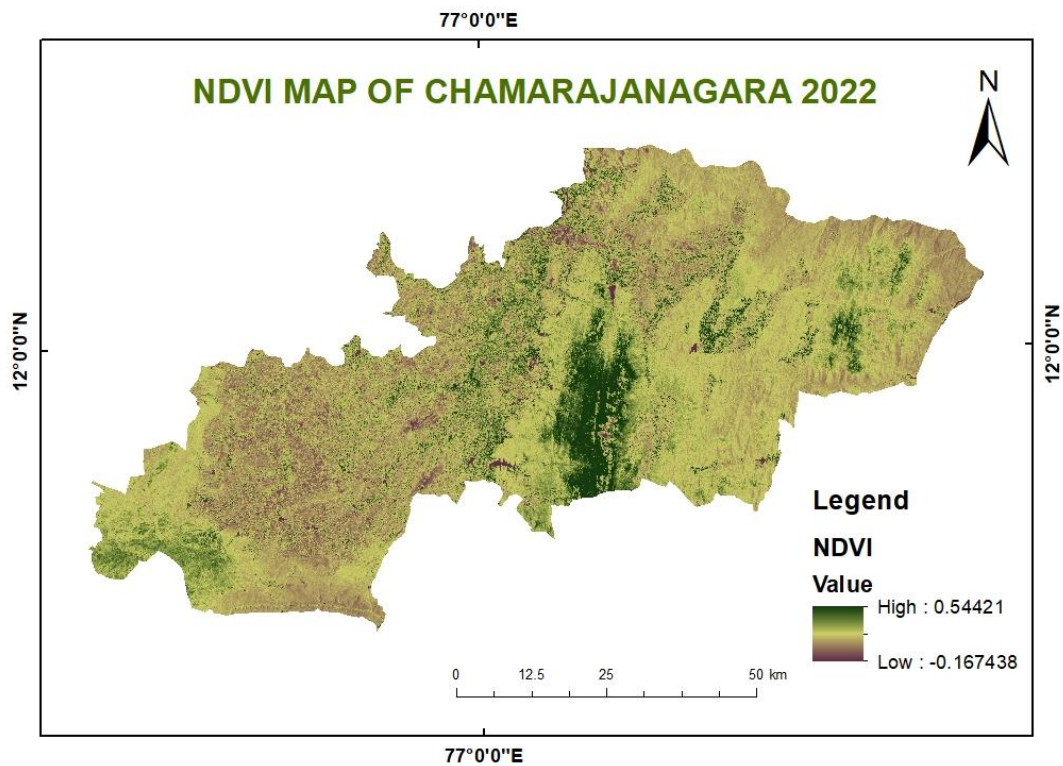 77°0'0"E
NDVI MAP OF CHAMARAJANAGARA 2022
N
12°0'0"N
12°0'0"N
Legend
NDVI
Value
High : 0.54421
Low : -0.167438
0 12.5 25 50 km
77°0'0"E